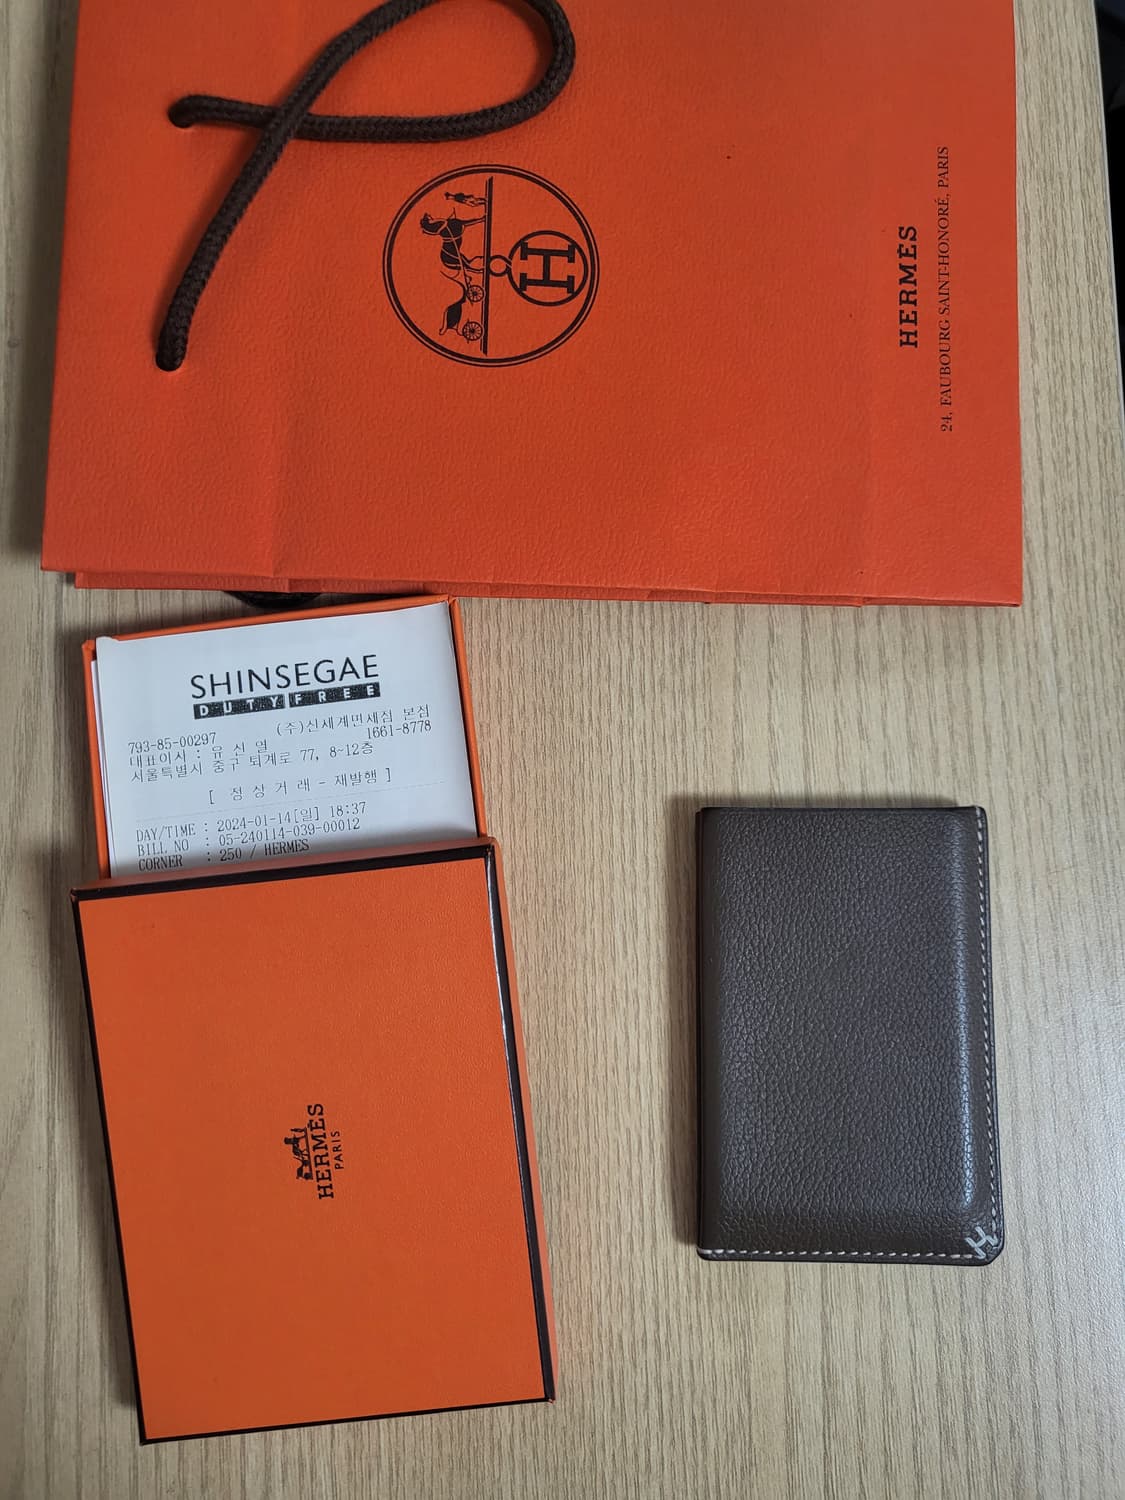 HERMÈS
24, FAUBOURG SAINT-HONORÉ, PARIS
SHINSEGAE
DUTY FREE
(주)신세계면세점 본점
793-85-00297 1661-8778
대표이사 : 유 신 열
서울특별시 중구 퇴계로 77, 8~12층
[ 정 상 거 래 - 재발행 ]
DAY/TIME : 2024-01-14[일] 18:37
BILL NO : 05-240114-039-00012
CORNER : 250 / HERMES
HERMÈS
PARIS
H